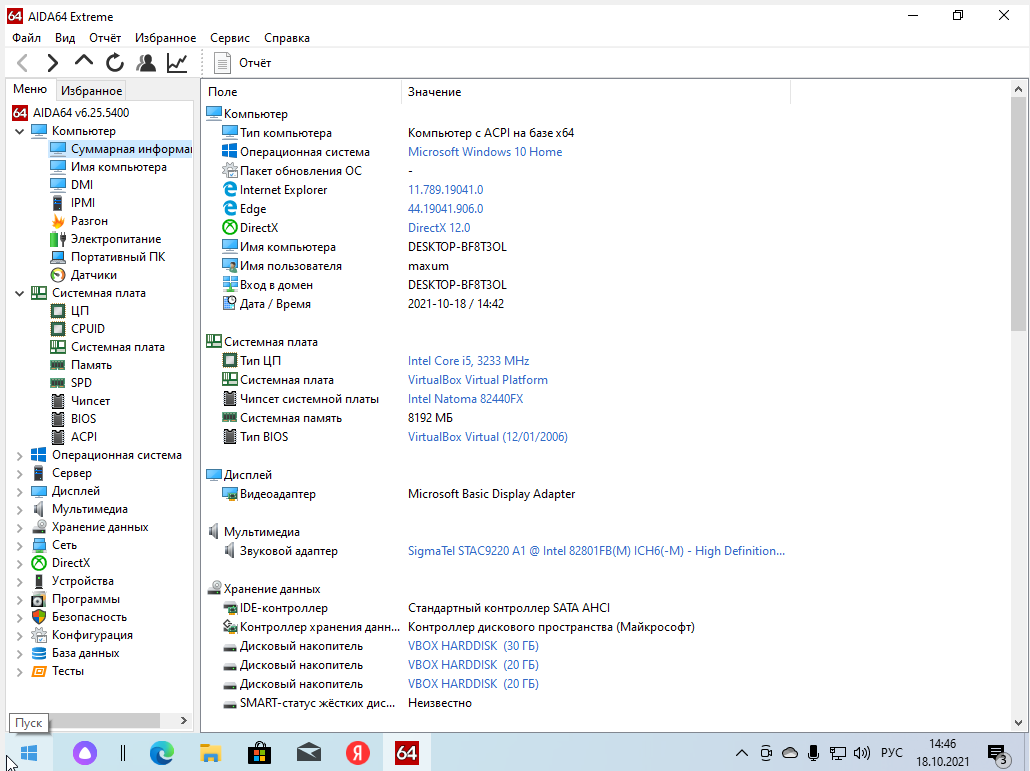 64 AIDA64 Extreme
Файл Вид Отчёт Избранное Сервис Справка
Отчёт
Меню Избранное
64 AIDA64 v6.25.5400
Компьютер
Суммарная информа
Имя компьютера
DMI
IPMI
Разгон
Электропитание
Портативный ПК
Датчики
Системная плата
ЦП
CPUID
Системная плата
Память
SPD
Чипсет
BIOS
ACPI
Операционная система
Сервер
Дисплей
Мультимедиа
Хранение данных
Сеть
DirectX
Устройства
Программы
Безопасность
Конфигурация
База данных
Тесты
Поле Значение
Компьютер
Тип компьютера Компьютер с ACPI на базе x64
Операционная система Microsoft Windows 10 Home
Пакет обновления ОС -
Internet Explorer 11.789.19041.0
Edge 44.19041.906.0
DirectX DirectX 12.0
Имя компьютера DESKTOP-BF8T3OL
Имя пользователя maxum
Вход в домен DESKTOP-BF8T3OL
Дата / Время 2021-10-18 / 14:42
Системная плата
Тип ЦП Intel Core i5, 3233 MHz
Системная плата VirtualBox Virtual Platform
Чипсет системной платы Intel Natoma 82440FX
Системная память 8192 МБ
Тип BIOS VirtualBox Virtual (12/01/2006)
Дисплей
Видеоадаптер Microsoft Basic Display Adapter
Мультимедиа
Звуковой адаптер SigmaTel STAC9220 A1 @ Intel 82801FB(M) ICH6(-M) - High Definition...
Хранение данных
IDE-контроллер Стандартный контроллер SATA AHCI
Контроллер хранения данн... Контроллер дискового пространства (Майкрософт)
Дисковый накопитель VBOX HARDDISK (30 ГБ)
Дисковый накопитель VBOX HARDDISK (20 ГБ)
Дисковый накопитель VBOX HARDDISK (20 ГБ)
SMART-статус жёстких дис... Неизвестно
Пуск
Я 64 РУС 14:46
18.10.2021
3